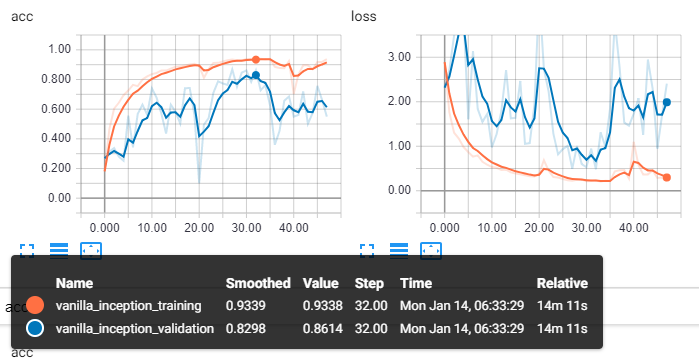 acc
loss
1.00
0.800
0.600
0.400
0.200
0.00
0.000 10.00 20.00 30.00 40.00
3.00
2.00
1.00
0.00
0.000 10.00 20.00 30.00 40.00
Name Smoothed Value Step Time Relative
vanilla_inception_training 0.9339 0.9338 32.00 Mon Jan 14, 06:33:29 14m 11s
vanilla_inception_validation 0.8298 0.8614 32.00 Mon Jan 14, 06:33:29 14m 11s
acc